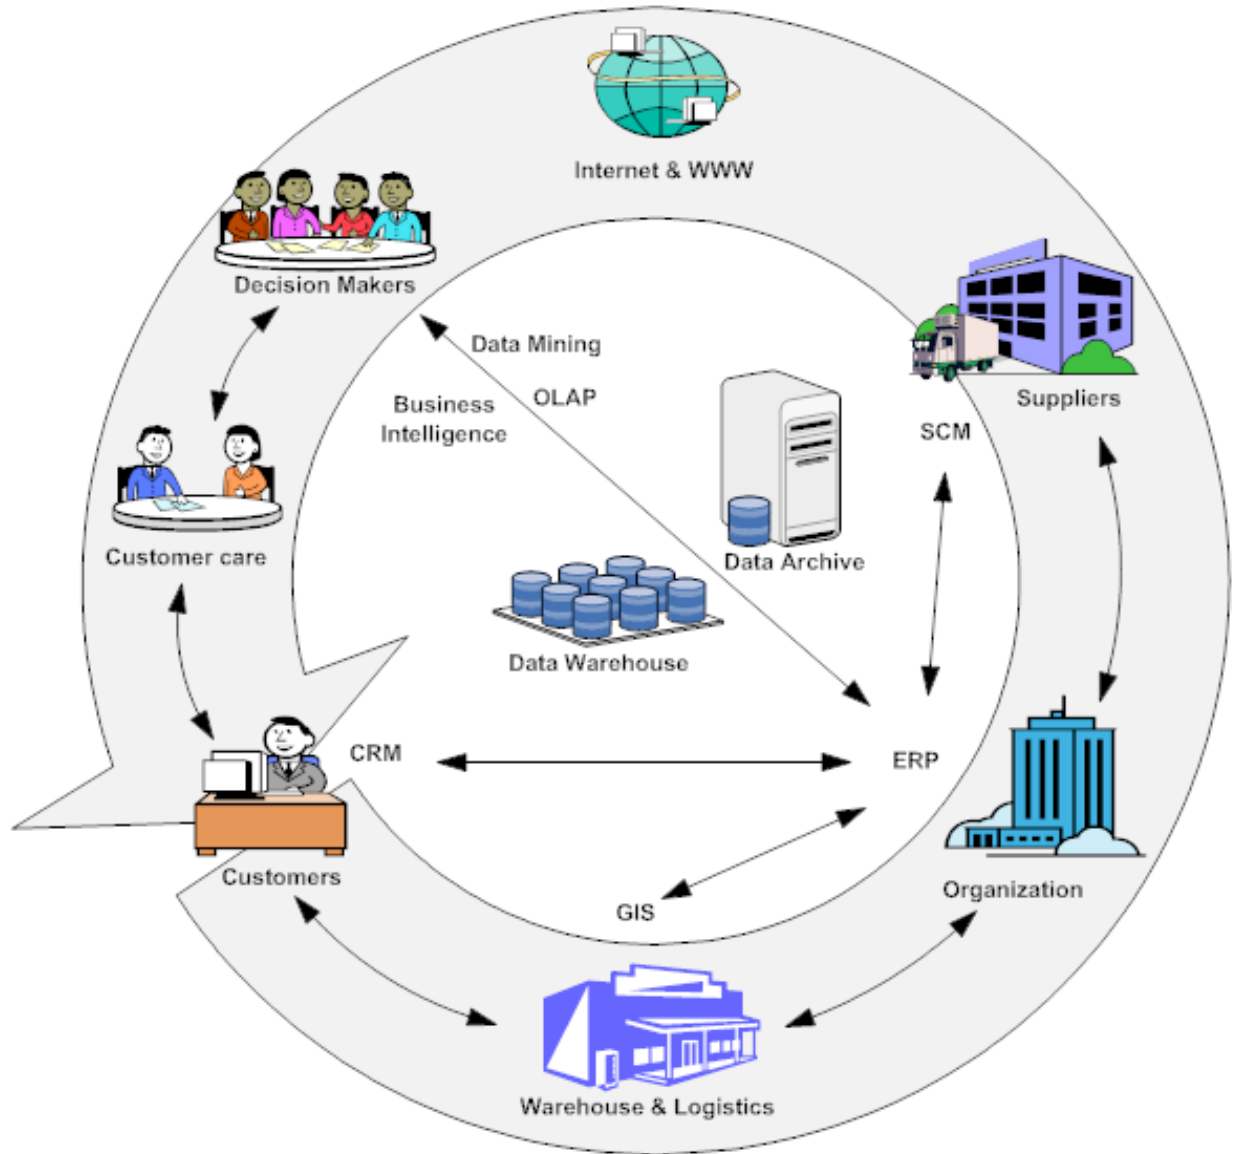 Internet & WWW
Decision Makers
Data Mining
Business
Intelligence
OLAP
Suppliers
SCM
Customer care
Data Archive
Data Warehouse
CRM
ERP
Customers
GIS
Organization
Warehouse & Logistics